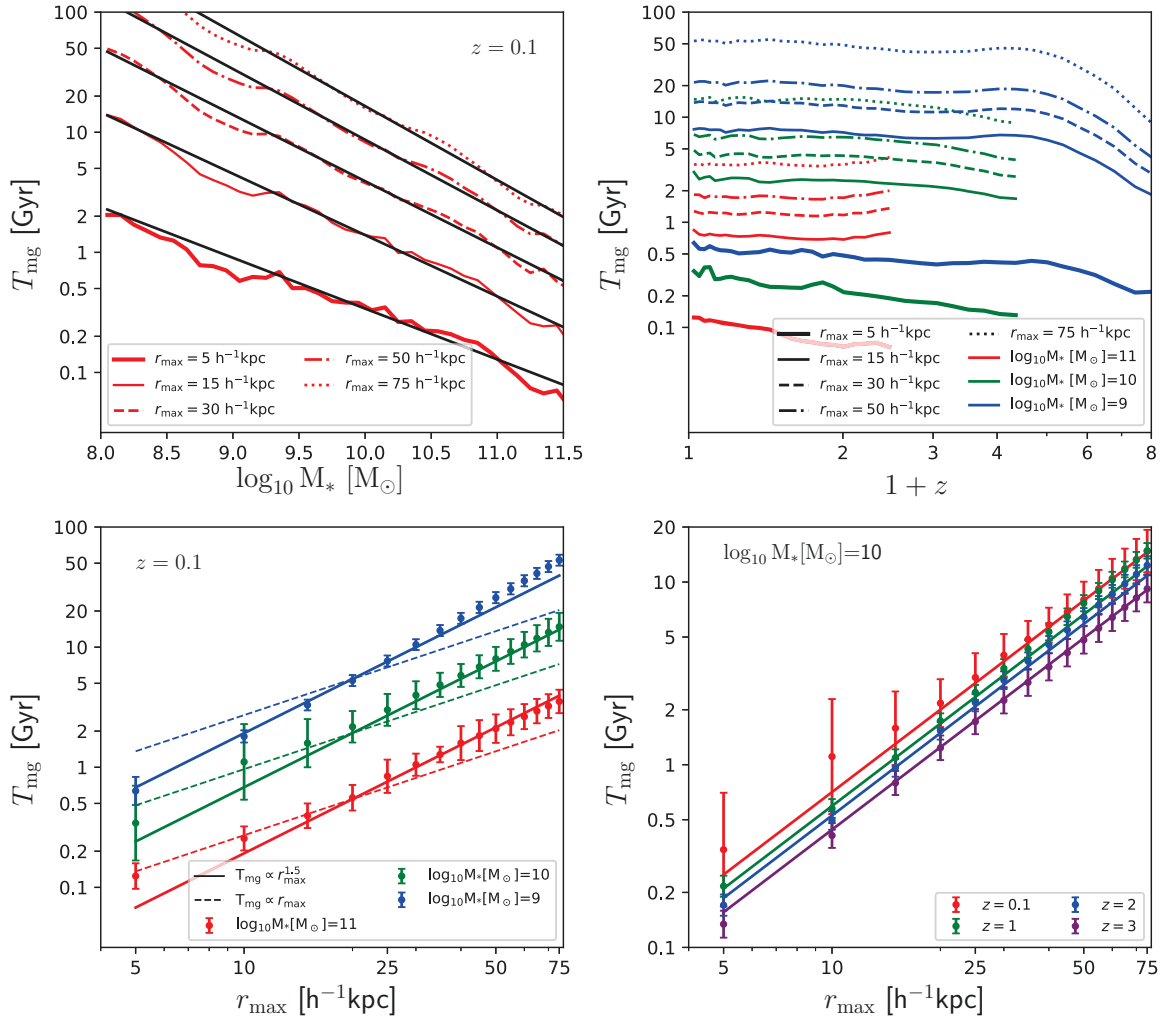 100
50
20
10
5
2
1
0.5
0.2
0.1
T_mg [Gyr]
z = 0.1
r_max = 5 h⁻¹kpc
r_max = 15 h⁻¹kpc
r_max = 30 h⁻¹kpc
r_max = 50 h⁻¹kpc
r_max = 75 h⁻¹kpc
8.0 8.5 9.0 9.5 10.0 10.5 11.0 11.5
log₁₀ M_* [M_⊙]
100
50
20
10
5
2
1
0.5
0.2
0.1
T_mg [Gyr]
r_max = 5 h⁻¹kpc
r_max = 15 h⁻¹kpc
r_max = 30 h⁻¹kpc
r_max = 50 h⁻¹kpc
r_max = 75 h⁻¹kpc
log₁₀M_* [M_⊙]=11
log₁₀M_* [M_⊙]=10
log₁₀M_* [M_⊙]=9
1 2 3 4 6 8
1 + z
100
50
20
10
5
2
1
0.5
0.2
0.1
T_mg [Gyr]
z = 0.1
T_mg ∝ r_max^1.5
T_mg ∝ r_max
log₁₀M_*[M_⊙]=11
log₁₀M_*[M_⊙]=10
log₁₀M_*[M_⊙]=9
5 10 25 50 75
r_max [h⁻¹kpc]
20
10
5
2
1
0.5
0.2
0.1
T_mg [Gyr]
log₁₀ M_*[M_⊙]=10
z = 0.1
z = 1
z = 2
z = 3
5 10 25 50 75
r_max [h⁻¹kpc]